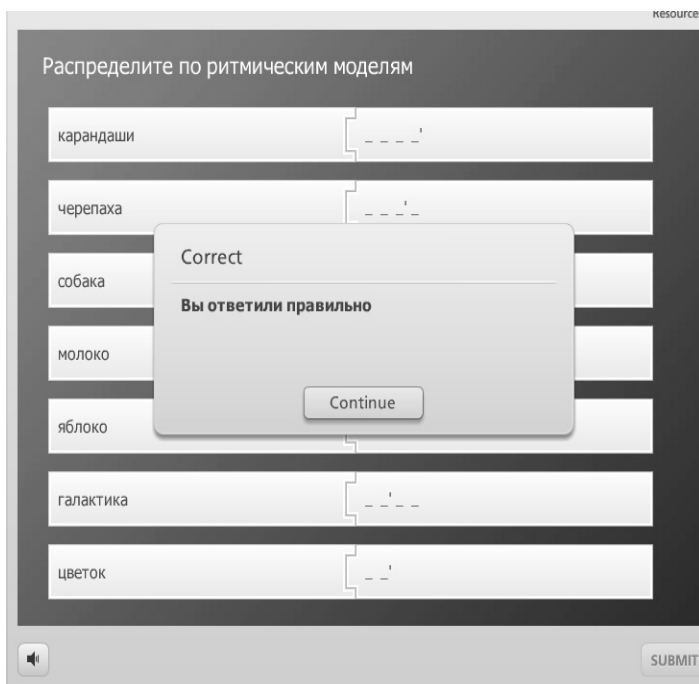 Resource
Распределите по ритмическим моделям
карандаши _ _ _ _'
черепаха _ _ _'_
Correct
собака
Вы ответили правильно
молоко
Continue
яблоко
галактика _ _'_ _
цветок _ _'
SUBMIT